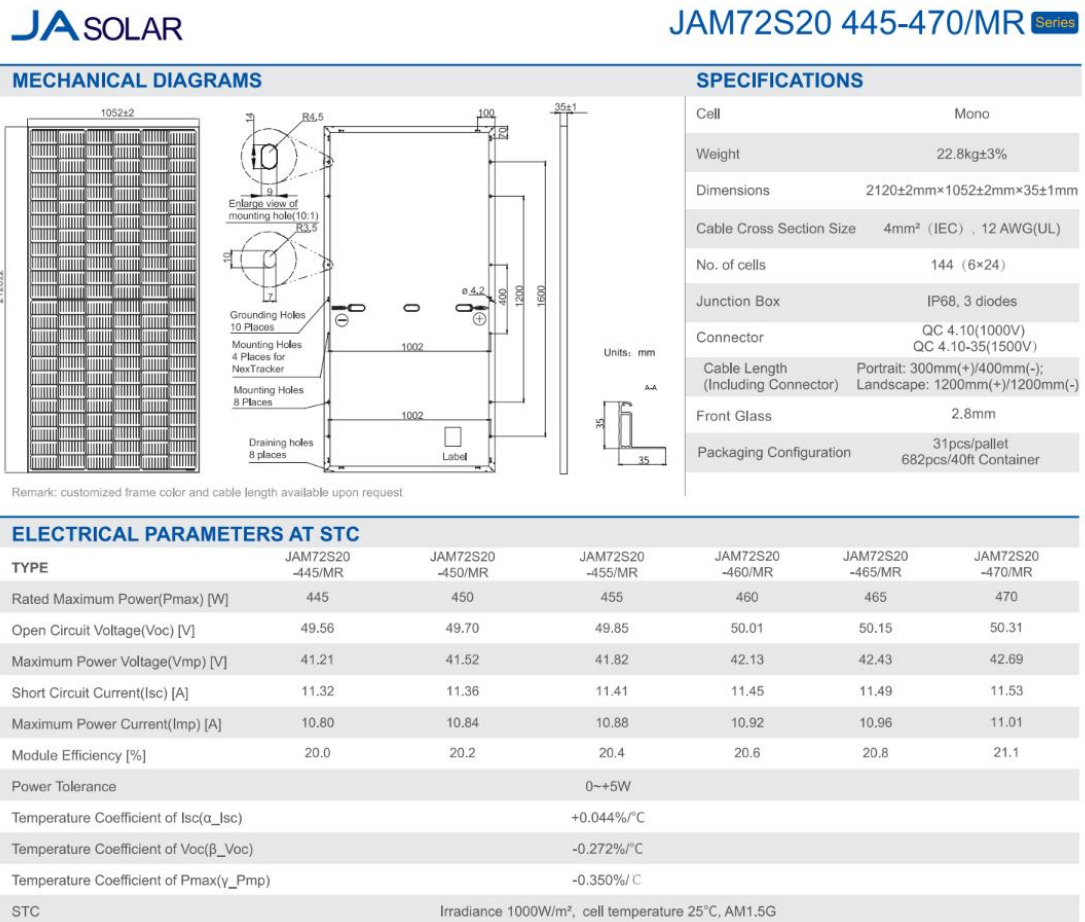 JA SOLAR
JAM72S20 445-470/MR Series
MECHANICAL DIAGRAMS
1052±2
14
R4.5
9
Enlarge view of
mounting hole(10:1)
R3.5
10
7
Grounding Holes
10 Places
Mounting Holes
4 Places for
NexTracker
Mounting Holes
8 Places
Draining holes
8 places
100
70
ø 4.2
400
1200
1600
1002
1002
Label
35±1
Units: mm
A-A
35
35
Remark: customized frame color and cable length available upon request
SPECIFICATIONS
Cell Mono
Weight 22.8kg±3%
Dimensions 2120±2mm×1052±2mm×35±1mm
Cable Cross Section Size 4mm² （IEC）, 12 AWG(UL)
No. of cells 144（6×24）
Junction Box IP68, 3 diodes
Connector QC 4.10(1000V)
QC 4.10-35(1500V)
Cable Length Portrait: 300mm(+)/400mm(-);
(Including Connector) Landscape: 1200mm(+)/1200mm(-)
Front Glass 2.8mm
Packaging Configuration 31pcs/pallet
682pcs/40ft Container
ELECTRICAL PARAMETERS AT STC
TYPE JAM72S20 -445/MR JAM72S20 -450/MR JAM72S20 -455/MR JAM72S20 -460/MR JAM72S20 -465/MR JAM72S20 -470/MR
Rated Maximum Power(Pmax) [W] 445 450 455 460 465 470
Open Circuit Voltage(Voc) [V] 49.56 49.70 49.85 50.01 50.15 50.31
Maximum Power Voltage(Vmp) [V] 41.21 41.52 41.82 42.13 42.43 42.69
Short Circuit Current(Isc) [A] 11.32 11.36 11.41 11.45 11.49 11.53
Maximum Power Current(Imp) [A] 10.80 10.84 10.88 10.92 10.96 11.01
Module Efficiency [%] 20.0 20.2 20.4 20.6 20.8 21.1
Power Tolerance 0~+5W
Temperature Coefficient of Isc(α_Isc) +0.044%/°C
Temperature Coefficient of Voc(β_Voc) -0.272%/°C
Temperature Coefficient of Pmax(γ_Pmp) -0.350%/℃
STC Irradiance 1000W/m², cell temperature 25°C, AM1.5G